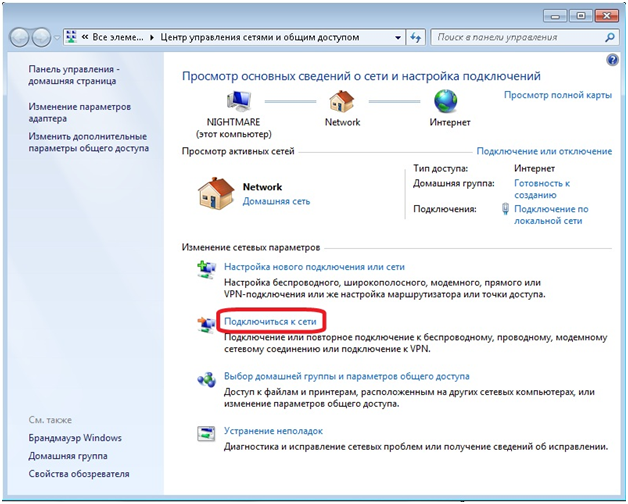 « Все элеме... ▸ Центр управления сетями и общим доступом
Поиск в панели управления
Панель управления -
домашняя страница
Изменение параметров
адаптера
Изменить дополнительные
параметры общего доступа
См. также
Брандмауэр Windows
Домашняя группа
Свойства обозревателя
Просмотр основных сведений о сети и настройка подключений
Просмотр полной карты
NIGHTMARE
(этот компьютер)
Network
Интернет
Просмотр активных сетей
Подключение или отключение
Network
Домашняя сеть
Тип доступа: Интернет
Домашняя группа: Готовность к
созданию
Подключения: Подключение по
локальной сети
Изменение сетевых параметров
Настройка нового подключения или сети
Настройка беспроводного, широкополосного, модемного, прямого или
VPN-подключения или же настройка маршрутизатора или точки доступа.
Подключиться к сети
Подключение или повторное подключение к беспроводному, проводному, модемному
сетевому соединению или подключение к VPN.
Выбор домашней группы и параметров общего доступа
Доступ к файлам и принтерам, расположенным на других сетевых компьютерах, или
изменение параметров общего доступа.
Устранение неполадок
Диагностика и исправление сетевых проблем или получение сведений об исправлении.